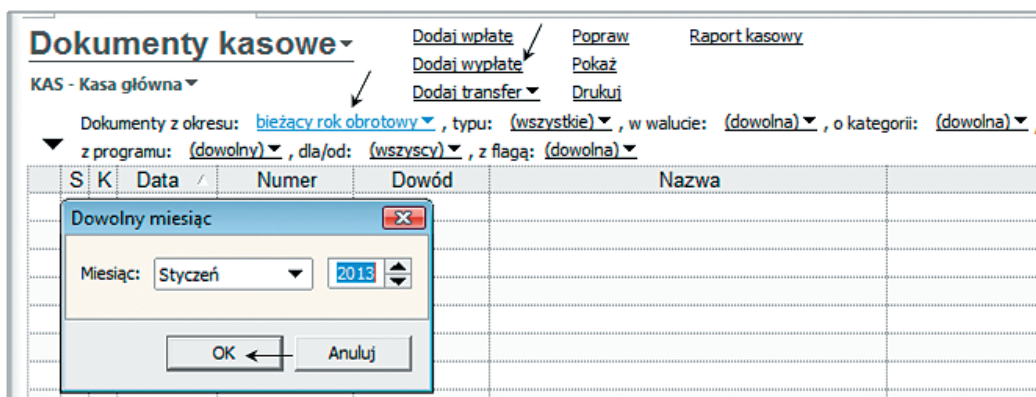 Dokumenty kasowe
Dodaj wpłatę Popraw Raport kasowy
Dodaj wypłatę Pokaż
KAS - Kasa główna
Dodaj transfer Drukuj
Dokumenty z okresu: bieżący rok obrotowy , typu: (wszystkie) , w walucie: (dowolna) , o kategorii: (dowolna) ,
z programu: (dowolny) , dla/od: (wszyscy) , z flagą: (dowolna)
S K Data Numer Dowód Nazwa
Dowolny miesiąc
Miesiąc: Styczeń 2013
OK Anuluj